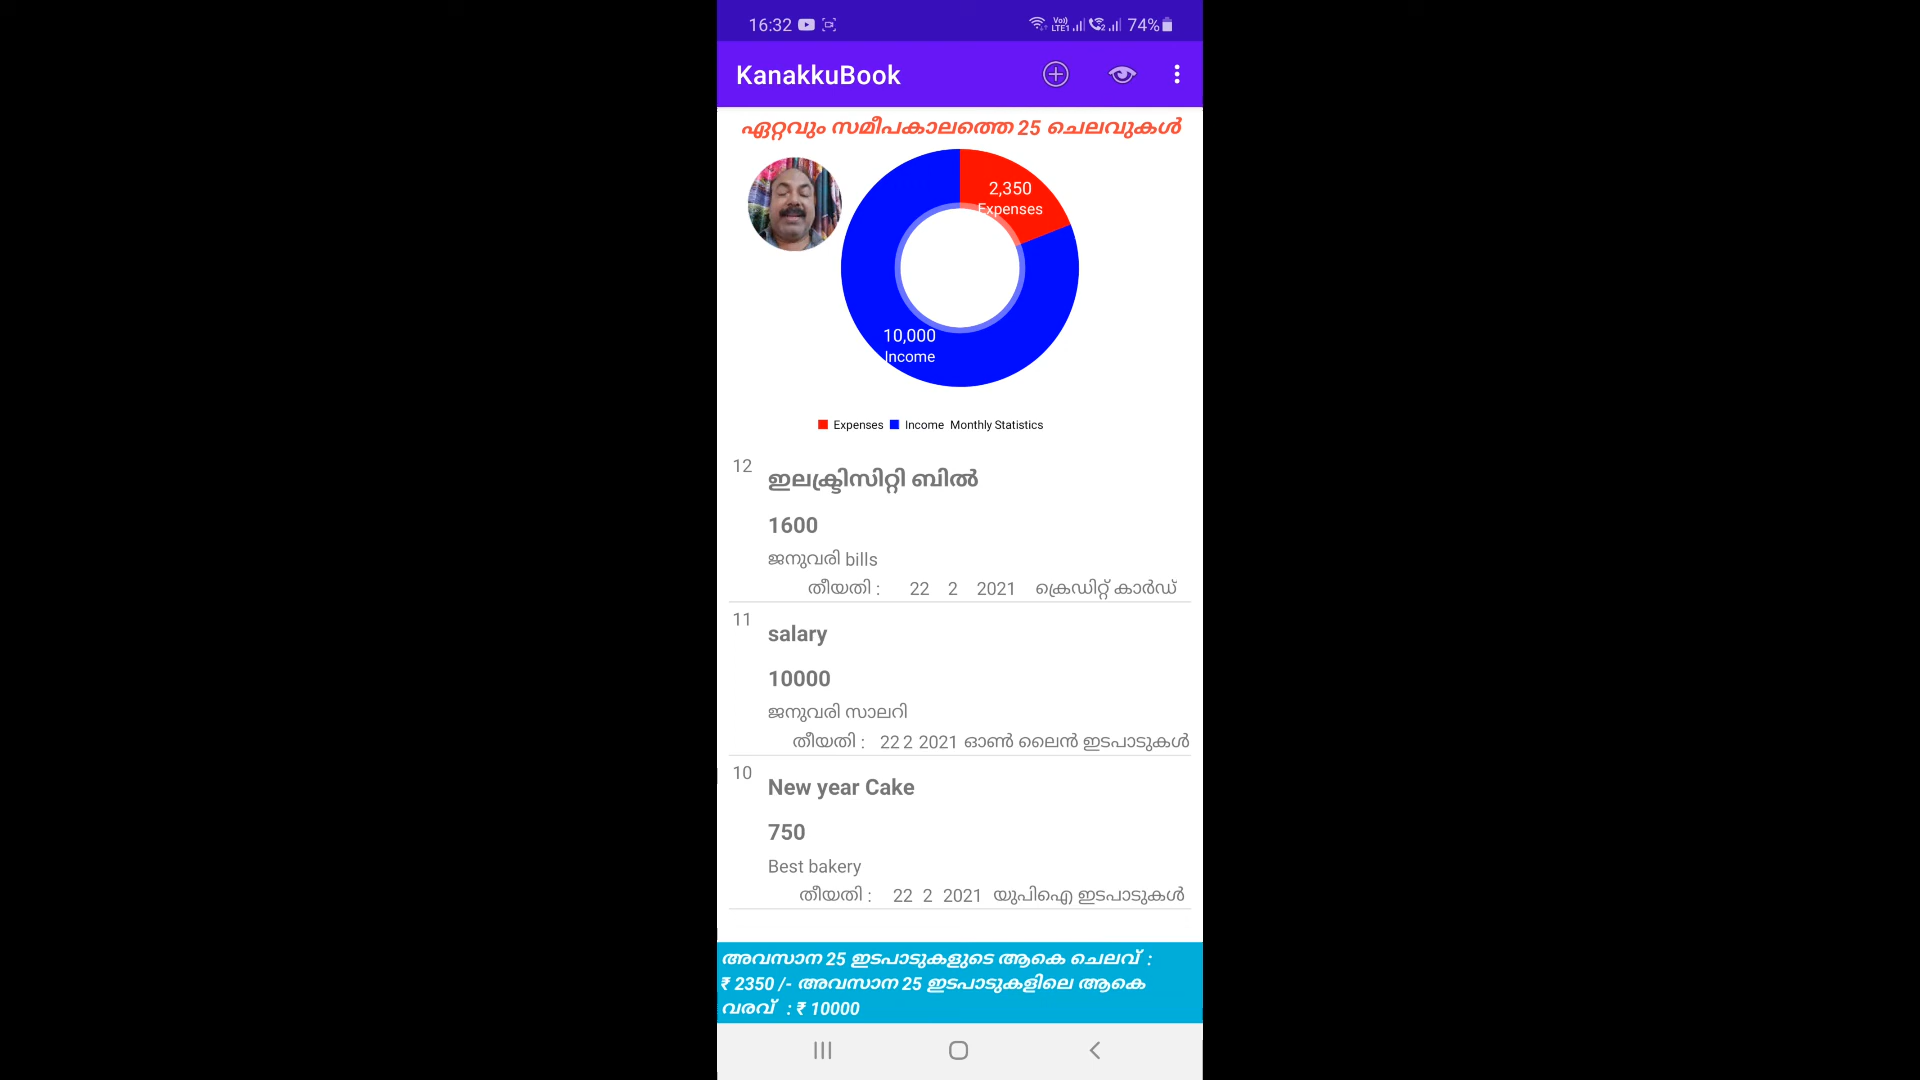 16:32 Vo) LTE1 2 74%
KanakkuBook
ഏറ്റവും സമീപകാലത്തെ 25 ചെലവുകൾ
2,350
Expenses
10,000
Income
Expenses Income Monthly Statistics
12
ഇലക്ട്രിസിറ്റി ബിൽ
1600
ജനുവരി bills
തീയതി : 22 2 2021 ക്രെഡിറ്റ് കാർഡ്
11
salary
10000
ജനുവരി സാലറി
തീയതി : 22 2 2021 ഓൺ ലൈൻ ഇടപാടുകൾ
10
New year Cake
750
Best bakery
തീയതി : 22 2 2021 യുപിഐ ഇടപാടുകൾ
അവസാന 25 ഇടപാടുകളുടെ ആകെ ചെലവ് :
₹ 2350 /- അവസാന 25 ഇടപാടുകളിലെ ആകെ
വരവ് : ₹ 10000